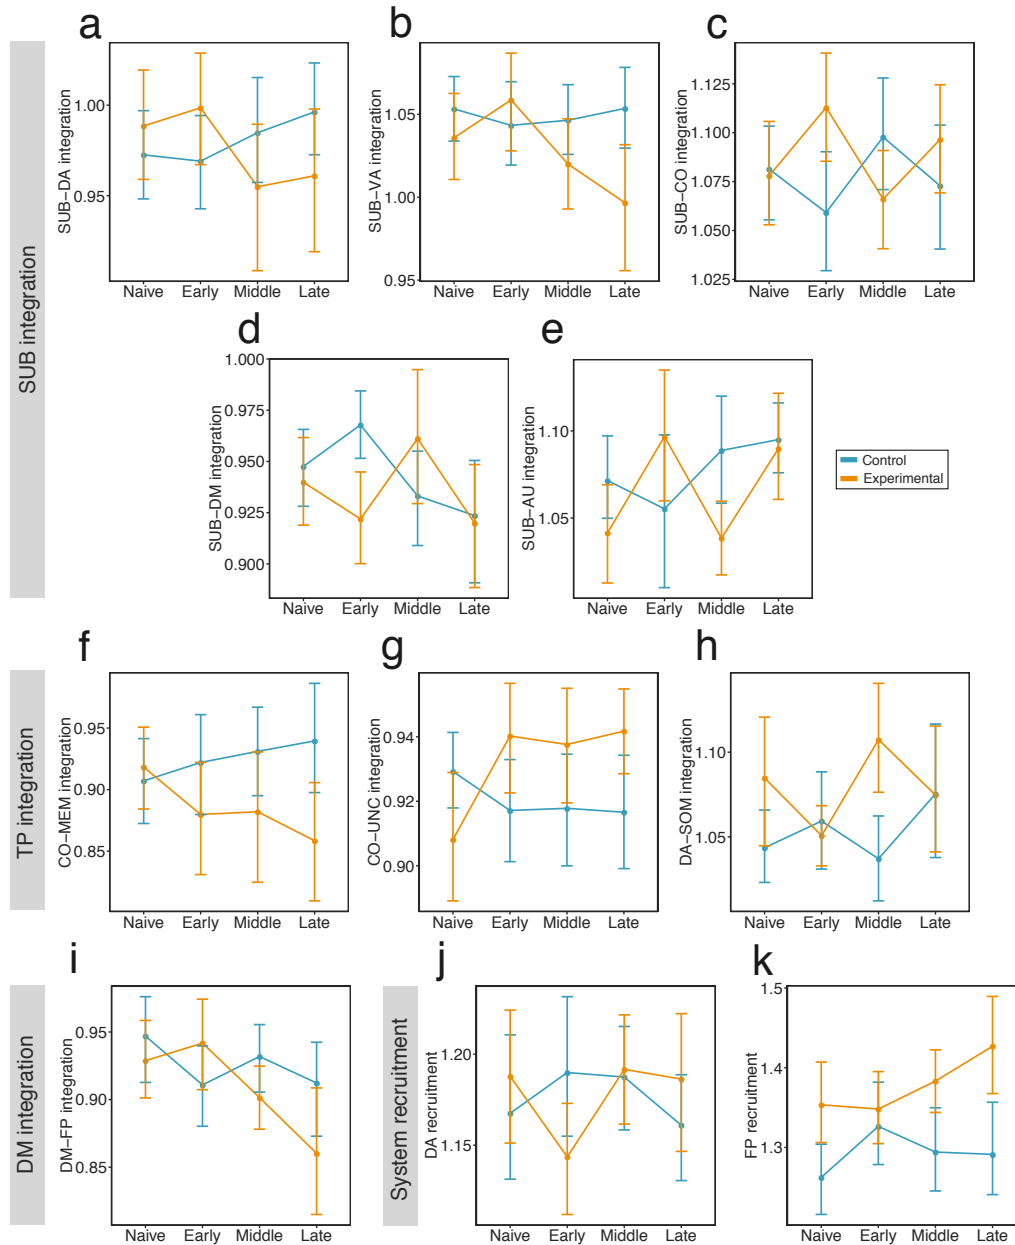 a
b
c
SUB integration
SUB–DA integration
1.00
0.95
Naive Early Middle Late
SUB–VA integration
1.05
1.00
0.95
Naive Early Middle Late
SUB–CO integration
1.125
1.100
1.075
1.050
1.025
Naive Early Middle Late
d
e
SUB–DM integration
1.000
0.975
0.950
0.925
0.900
Naive Early Middle Late
SUB–AU integration
1.10
1.05
Naive Early Middle Late
Control
Experimental
f
g
h
TP integration
CO–MEM integration
0.95
0.90
0.85
Naive Early Middle Late
CO–UNC integration
0.94
0.92
0.90
Naive Early Middle Late
DA–SOM integration
1.10
1.05
Naive Early Middle Late
i
j
k
DM integration
DM–FP integration
0.95
0.90
0.85
Naive Early Middle Late
System recruitment
DA recruitment
1.20
1.15
Naive Early Middle Late
FP recruitment
1.5
1.4
1.3
Naive Early Middle Late